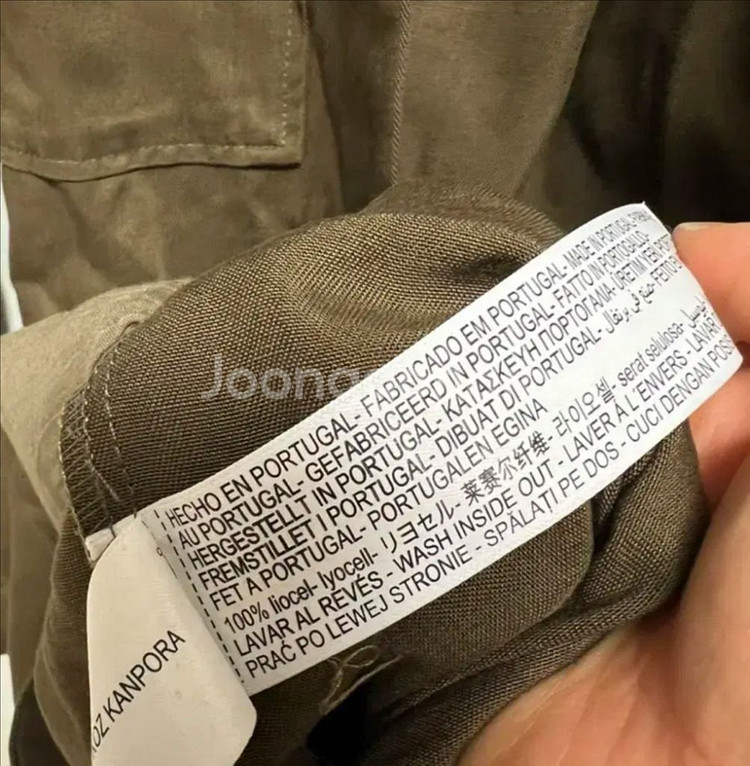 HECHO EN PORTUGAL- FABRICADO EM PORTUGAL- MADE IN PORTUGAL-
AU PORTUGAL- GEFABRICEERD IN PORTUGAL- FATTO IN PORTOGALLO-
HERGESTELLT IN PORTUGAL- ΚΑΤΑΣΚΕΥΗ ΠΟΡΤΟΓΑΛΙΑ-
FREMSTILLET I PORTUGAL- DIBUAT DI PORTUGAL-
FET A PORTUGAL- PORTUGALEN EGINA
100% liocel- lyocell- リヨセル- 莱赛尔纤维- 라이오셀- serat selulosa-
LAVAR AL REVÉS - WASH INSIDE OUT - LAVER À L'ENVERS - LAVAR
PRAĆ PO LEWEJ STRONIE - SPĂLAȚI PE DOS - CUCI DENGAN
KANPORA